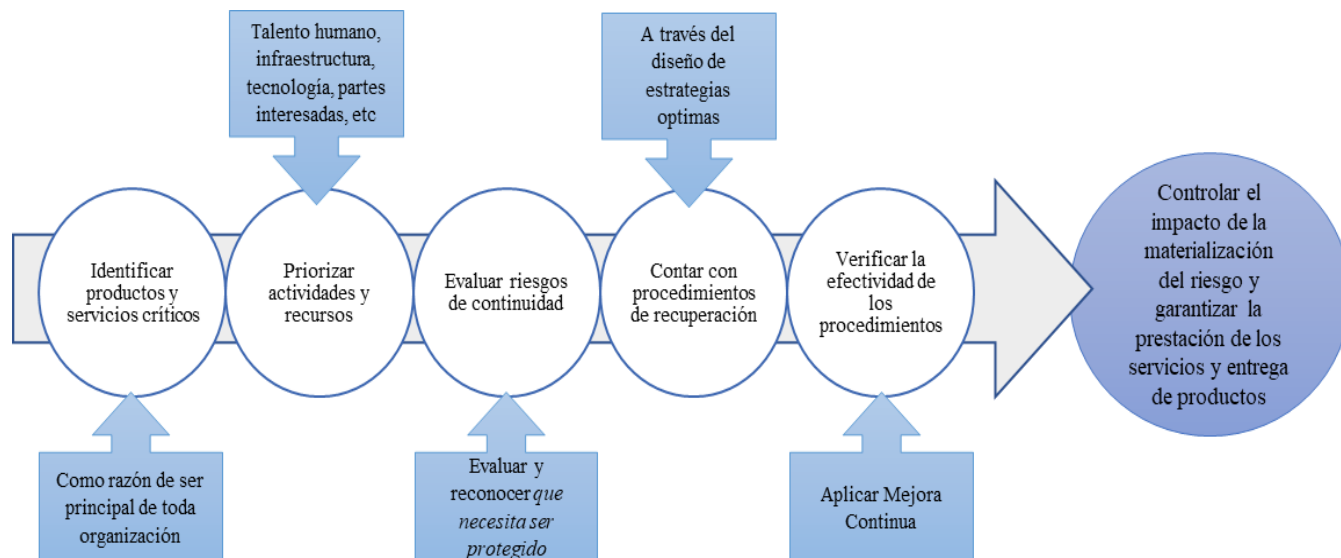 Talento humano,
infraestructura,
tecnología, partes
interesadas, etc
A través del
diseño de
estrategias
optimas
Identificar
productos y
servicios críticos
Priorizar
actividades y
recursos
Evaluar riesgos
de continuidad
Contar con
procedimientos
de recuperación
Verificar la
efectividad de
los
procedimientos
Controlar el
impacto de la
materialización
del riesgo y
garantizar la
prestación de los
servicios y entrega
de productos
Como razón de ser
principal de toda
organización
Evaluar y
reconocer que
necesita ser
protegido
Aplicar Mejora
Continua